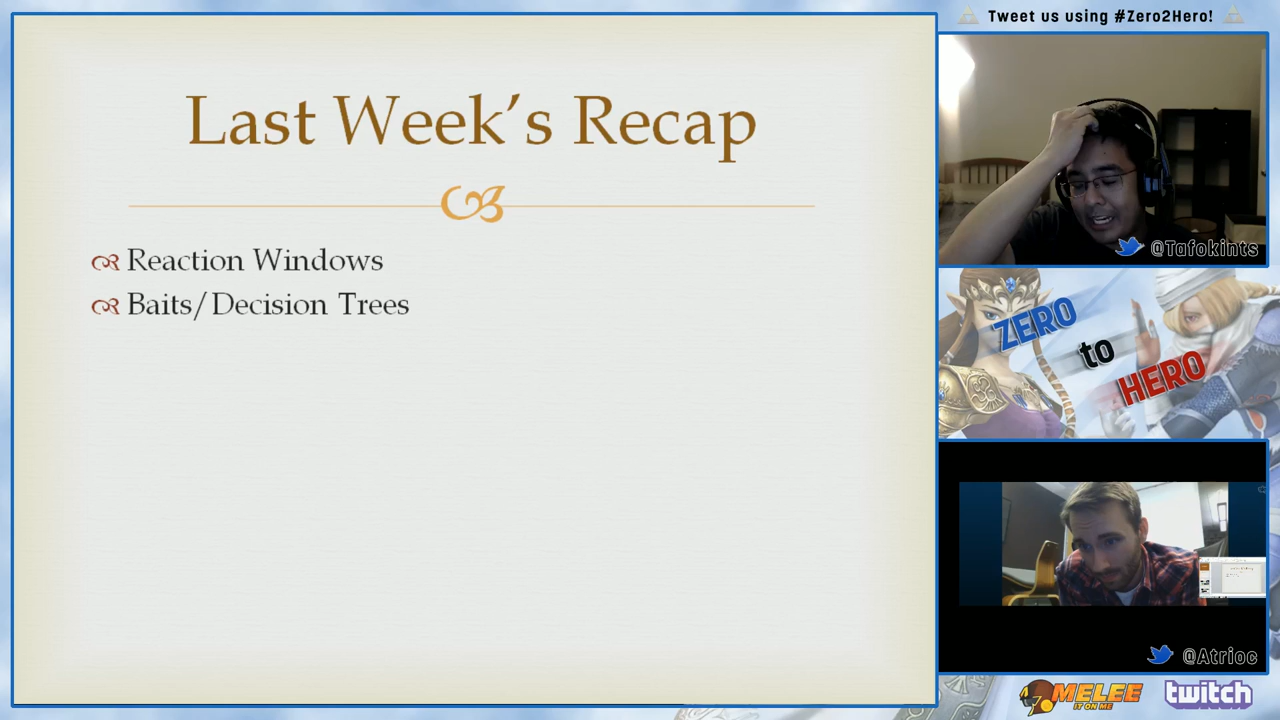 Last Week's Recap
Reaction Windows
Baits/Decision Trees
Tweet us using #Zero2Hero!
@Tafokints
ZERO
to
HERO
@Atrioc
MELEE
IT ON ME
twitch